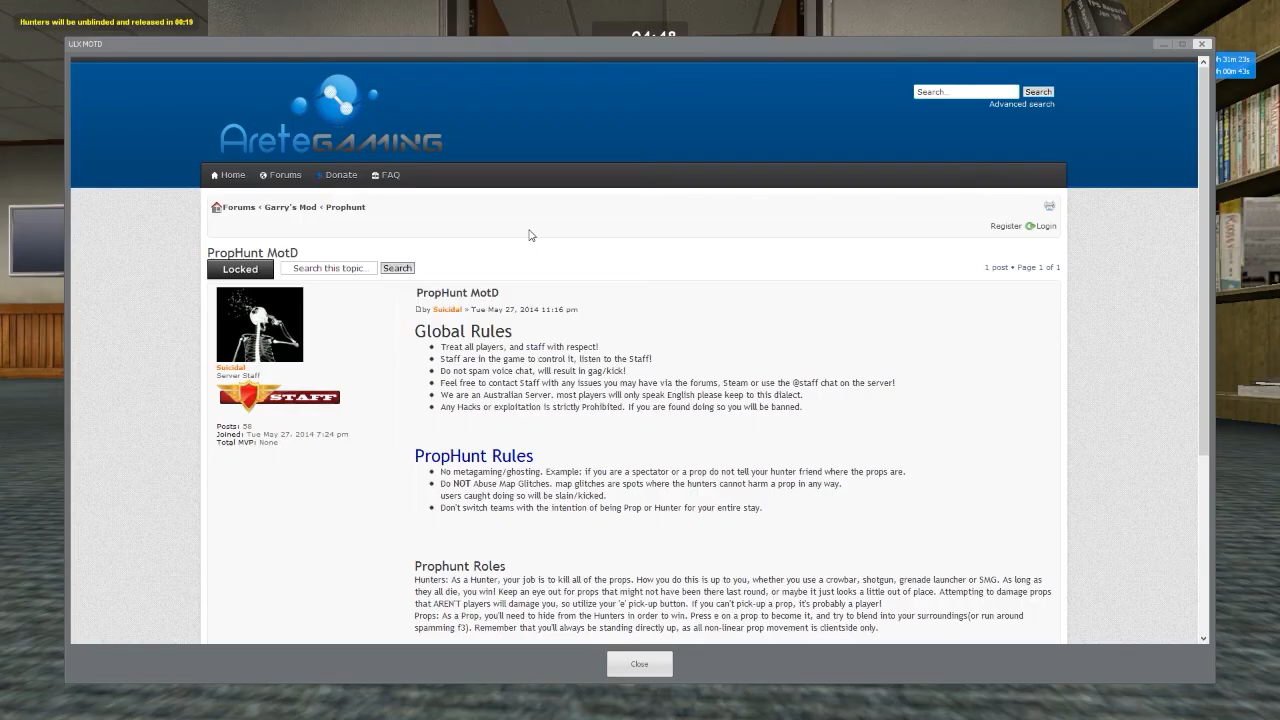 Hunters will be unblinded and released in 00:19
04:48
ULX MOTD
h 31m 23s
h 00m 43s
AreteGAMING
Search...
Search
Advanced search
Home
Forums
Donate
FAQ
Forums ‹ Garry's Mod ‹ Prophunt
Register
Login
PropHunt MotD
Locked
Search this topic...
Search
1 post • Page 1 of 1
PropHunt MotD
by Suicidal » Tue May 27, 2014 11:16 pm
Suicidal
Server Staff
STAFF
Posts: 58
Joined: Tue May 27, 2014 7:24 pm
Total MVP: None
Global Rules
Treat all players, and staff with respect!
Staff are in the game to control it, listen to the Staff!
Do not spam voice chat, will result in gag/kick!
Feel free to contact Staff with any issues you may have via the forums, Steam or use the @staff chat on the server!
We are an Australian Server. most players will only speak English please keep to this dialect.
Any Hacks or exploitation is strictly Prohibited. If you are found doing so you will be banned.
PropHunt Rules
No metagaming/ghosting. Example: if you are a spectator or a prop do not tell your hunter friend where the props are.
Do NOT Abuse Map Glitches. map glitches are spots where the hunters cannot harm a prop in any way.
users caught doing so will be slain/kicked.
Don't switch teams with the intention of being Prop or Hunter for your entire stay.
Prophunt Roles
Hunters: As a Hunter, your job is to kill all of the props. How you do this is up to you, whether you use a crowbar, shotgun, grenade launcher or SMG. As long as
they all die, you win! Keep an eye out for props that might not have been there last round, or maybe it just looks a little out of place. Attempting to damage props
that AREN'T players will damage you, so utilize your 'e' pick-up button. If you can't pick-up a prop, it's probably a player!
Props: As a Prop, you'll need to hide from the Hunters in order to win. Press e on a prop to become it, and try to blend into your surroundings(or run around
spamming f3). Remember that you'll always be standing directly up, as all non-linear prop movement is clientside only.
Close